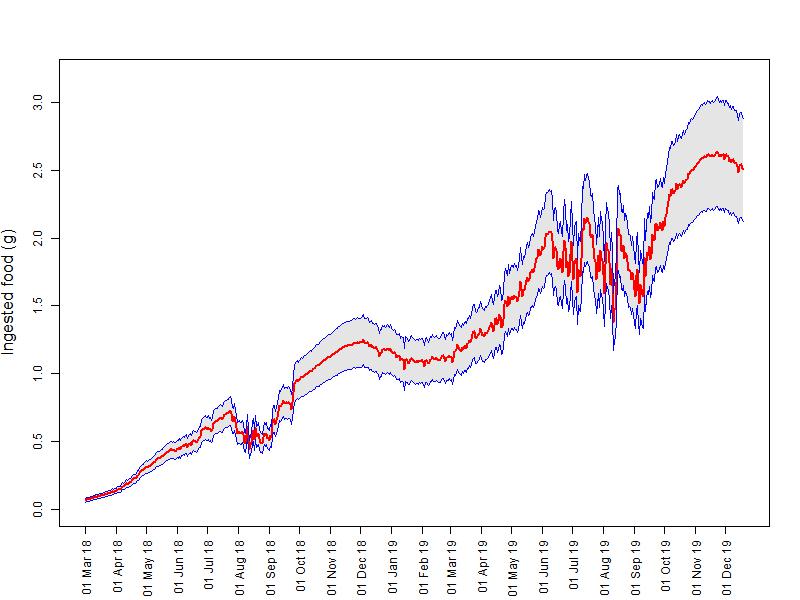 Ingested food (g)
3.0
2.5
2.0
1.5
1.0
0.5
0.0
01 Mar 18
01 Apr 18
01 May 18
01 Jun 18
01 Jul 18
01 Aug 18
01 Sep 18
01 Oct 18
01 Nov 18
01 Dec 18
01 Jan 19
01 Feb 19
01 Mar 19
01 Apr 19
01 May 19
01 Jun 19
01 Jul 19
01 Aug 19
01 Sep 19
01 Oct 19
01 Nov 19
01 Dec 19